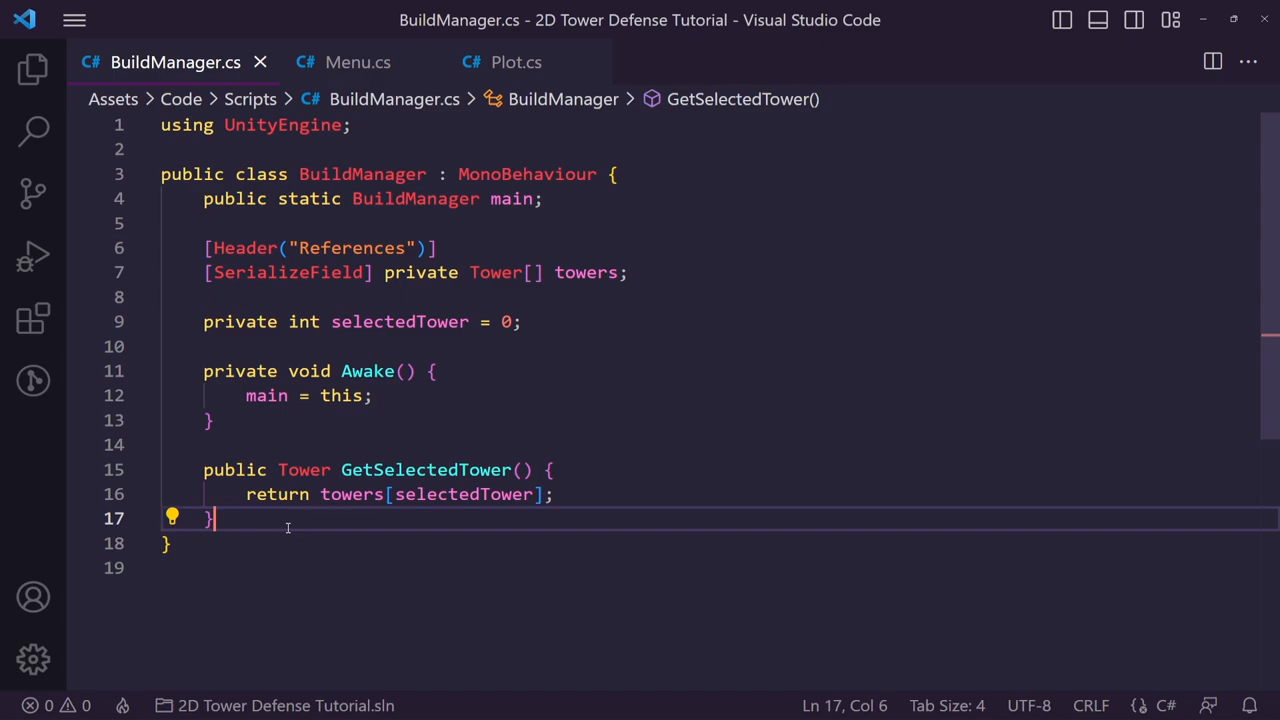 BuildManager.cs - 2D Tower Defense Tutorial - Visual Studio Code
C# BuildManager.cs C# Menu.cs C# Plot.cs
Assets > Code > Scripts > C# BuildManager.cs > BuildManager > GetSelectedTower()
1 using UnityEngine;
2
3 public class BuildManager : MonoBehaviour {
4 public static BuildManager main;
5
6 [Header("References")]
7 [SerializeField] private Tower[] towers;
8
9 private int selectedTower = 0;
10
11 private void Awake() {
12 main = this;
13 }
14
15 public Tower GetSelectedTower() {
16 return towers[selectedTower];
17 }
18 }
19
0 0 2D Tower Defense Tutorial.sln Ln 17, Col 6 Tab Size: 4 UTF-8 CRLF C#